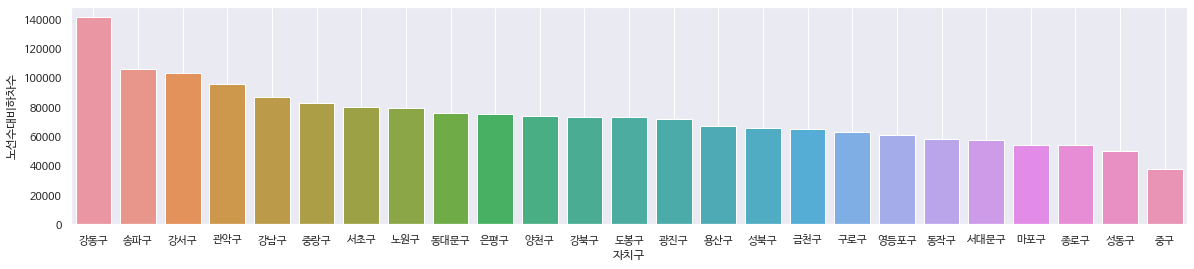 노선수대비하차수
140000
120000
100000
80000
60000
40000
20000
0
강동구 송파구 강서구 관악구 강남구 중랑구 서초구 노원구 동대문구 은평구 양천구 강북구 도봉구 광진구 용산구 성북구 금천구 구로구 영등포구 동작구 서대문구 마포구 종로구 성동구 중구
자치구